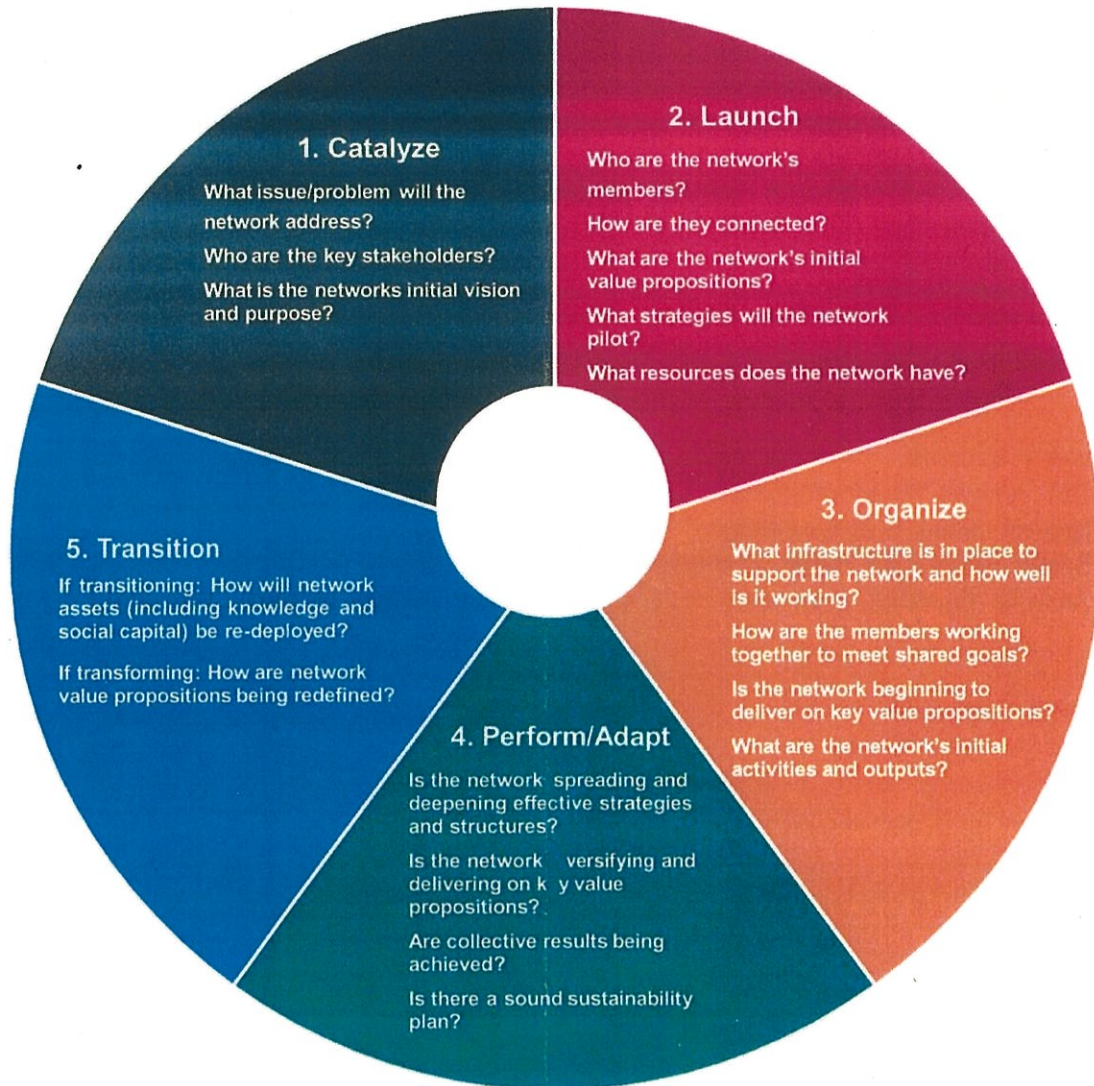 1. Catalyze
What issue/problem will the
network address?
Who are the key stakeholders?
What is the networks initial vision
and purpose?
2. Launch
Who are the network's
members?
How are they connected?
What are the network's initial
value propositions?
What strategies will the network
pilot?
What resources does the network have?
3. Organize
What infrastructure is in place to
support the network and how well
is it working?
How are the members working
together to meet shared goals?
Is the network beginning to
deliver on key value propositions?
What are the network's initial
activities and outputs?
4. Perform/Adapt
Is the network spreading and
deepening effective strategies
and structures?
Is the network versifying and
delivering on k y value
propositions?
Are collective results being
achieved?
Is there a sound sustainability
plan?
5. Transition
If transitioning: How will network
assets (including knowledge and
social capital) be re-deployed?
If transforming: How are network
value propositions being redefined?